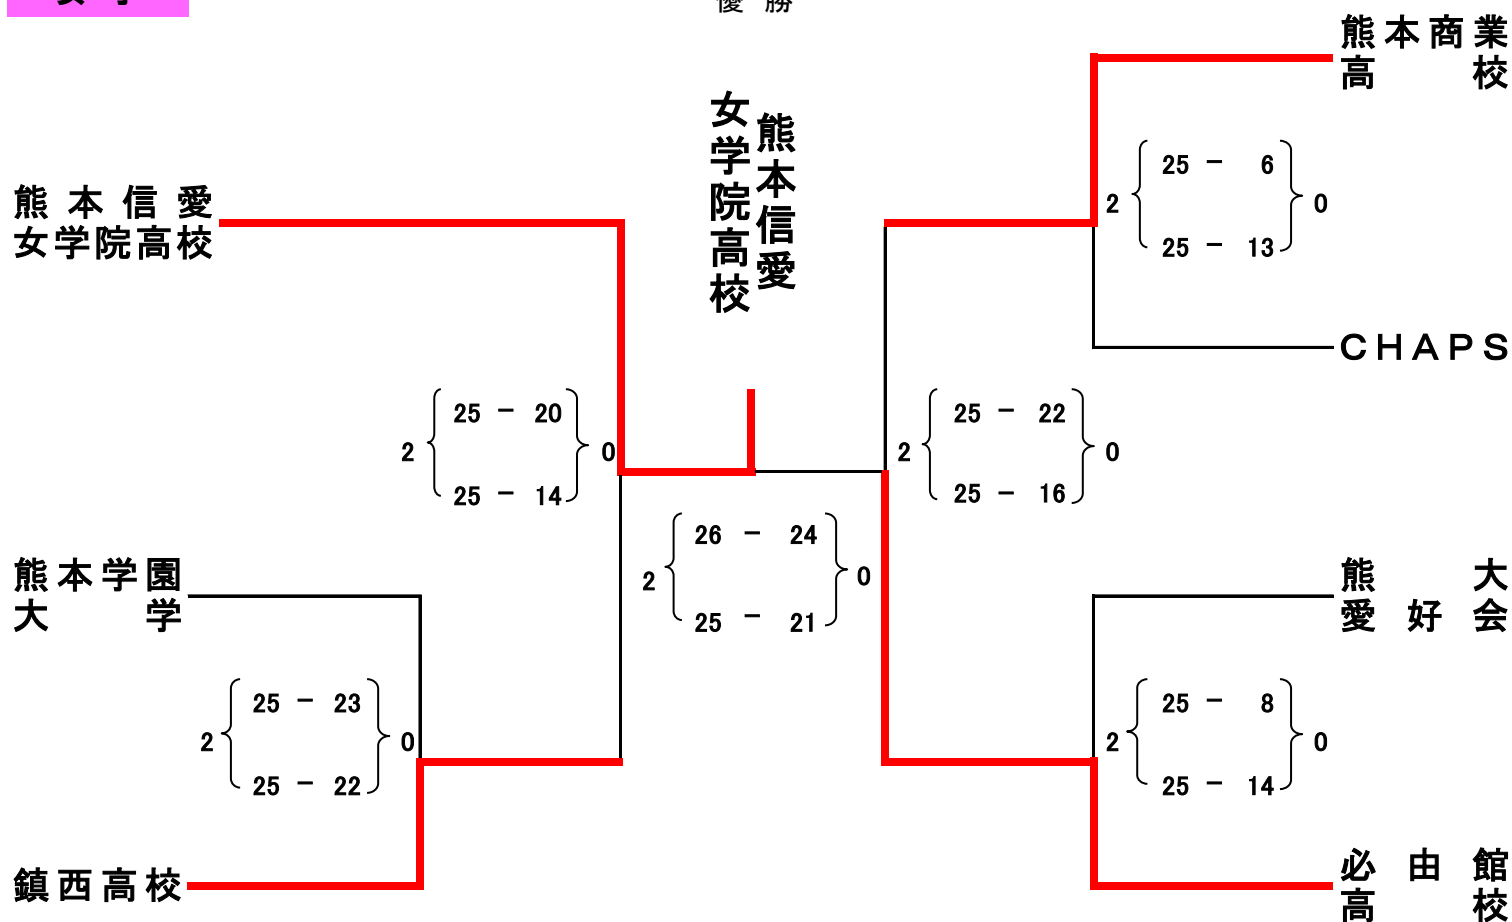 優 勝
熊本信愛
女学院高校
熊本信愛
女学院高校
2 25 － 20 0
25 － 14
熊本学園
大学
2 25 － 23 0
25 － 22
鎮西高校
2 26 － 24 0
25 － 21
熊本商業
高校
2 25 － 6 0
25 － 13
ＣＨＡＰＳ
2 25 － 22 0
25 － 16
熊大
愛好会
2 25 － 8 0
25 － 14
必由館
高校